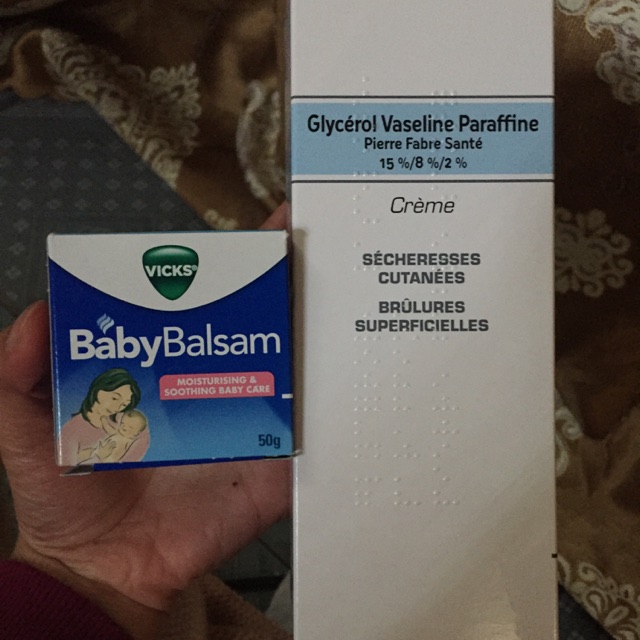 VICKS®
BabyBalsam
MOISTURISING &
SOOTHING BABY CARE
50g
Glycérol Vaseline Paraffine
Pierre Fabre Santé
15 %/8 %/2 %
Crème
SÉCHERESSES
CUTANÉES
BRÛLURES
SUPERFICIELLES